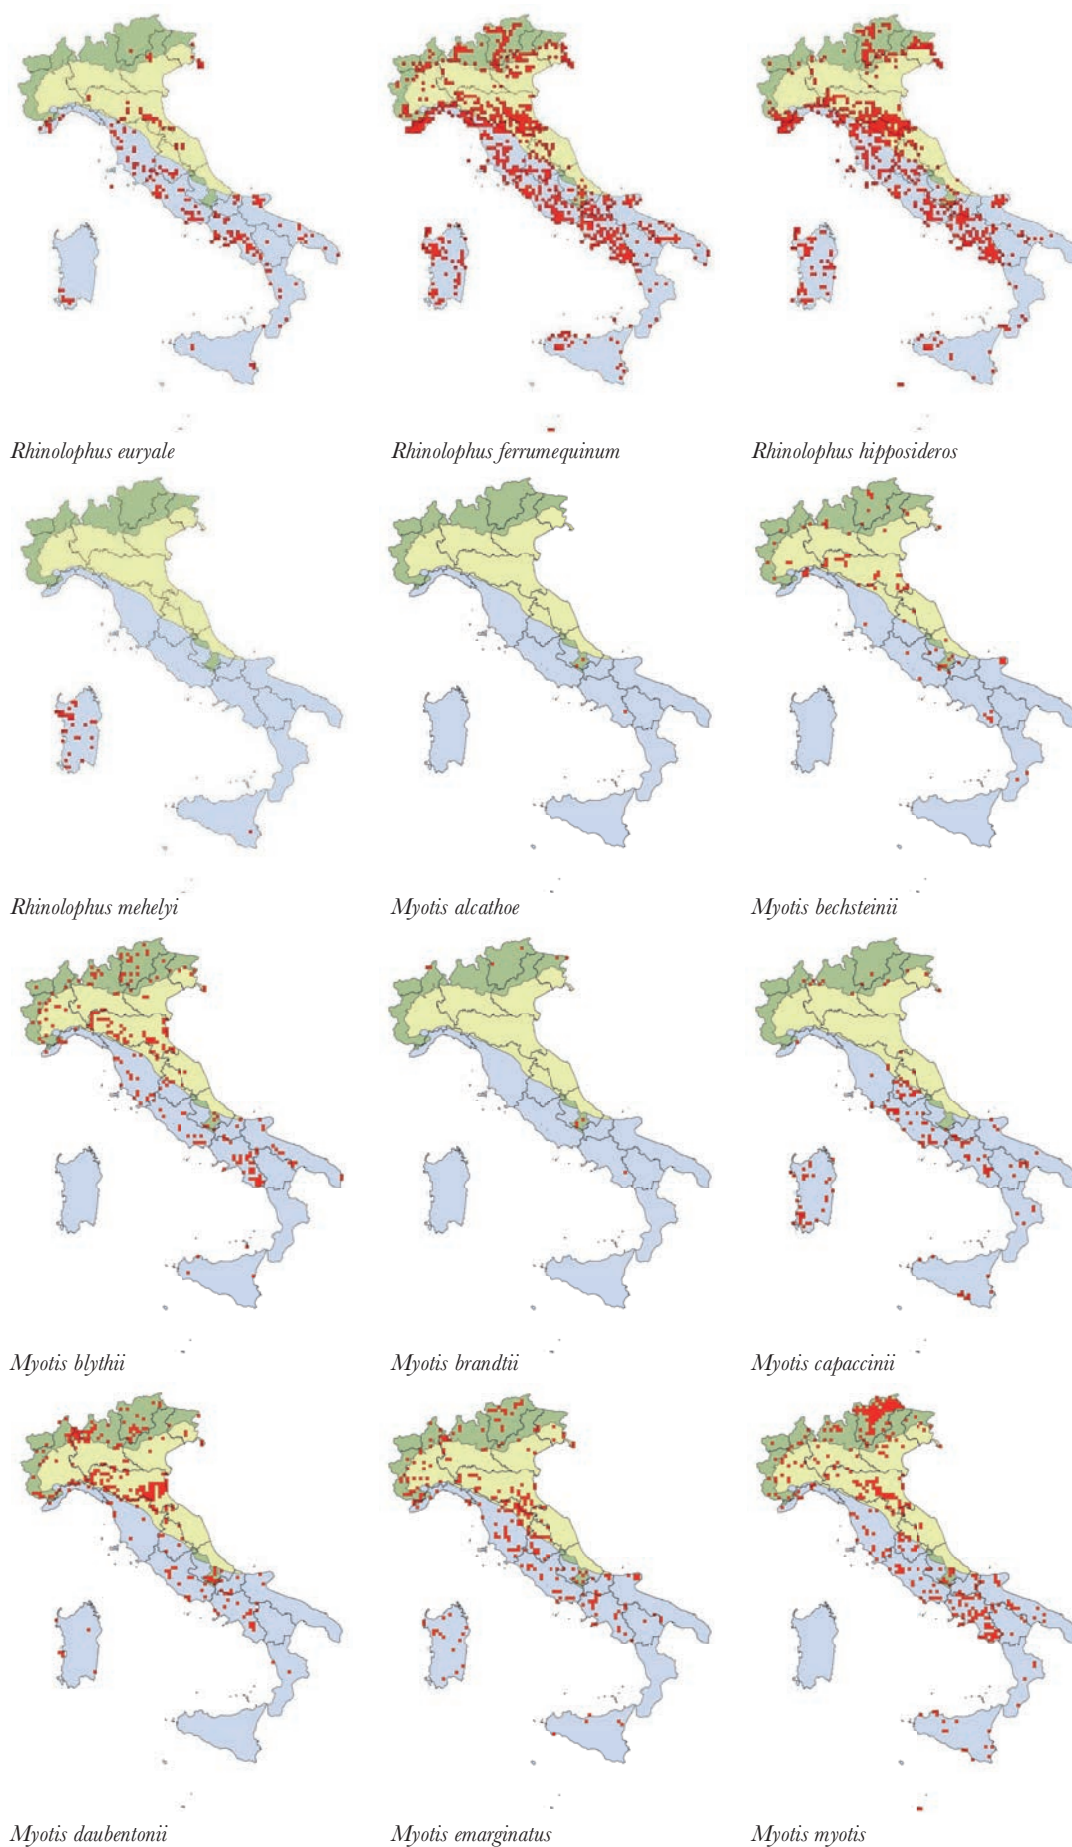 Rhinolophus euryale
Rhinolophus ferrumequinum
Rhinolophus hipposideros
Rhinolophus mehelyi
Myotis alcathoe
Myotis bechsteinii
Myotis blythii
Myotis brandtii
Myotis capaccinii
Myotis daubentonii
Myotis emarginatus
Myotis myotis